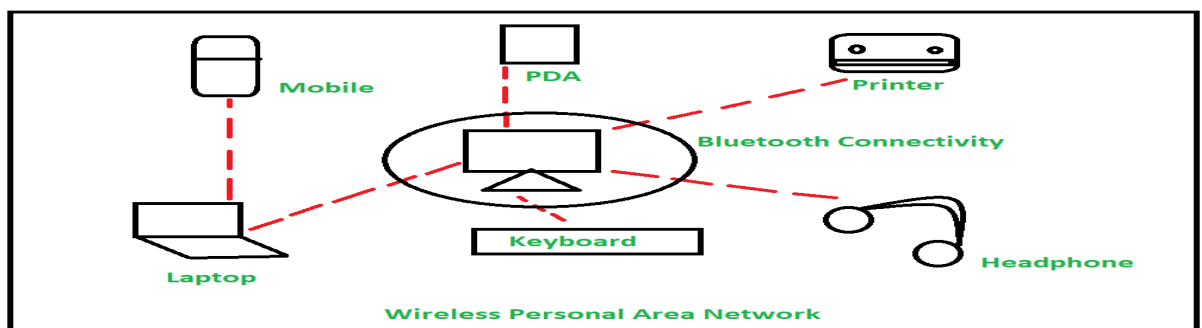 PDA
Mobile
Printer
Bluetooth Connectivity
Keyboard
Headphone
Laptop
Wireless Personal Area Network